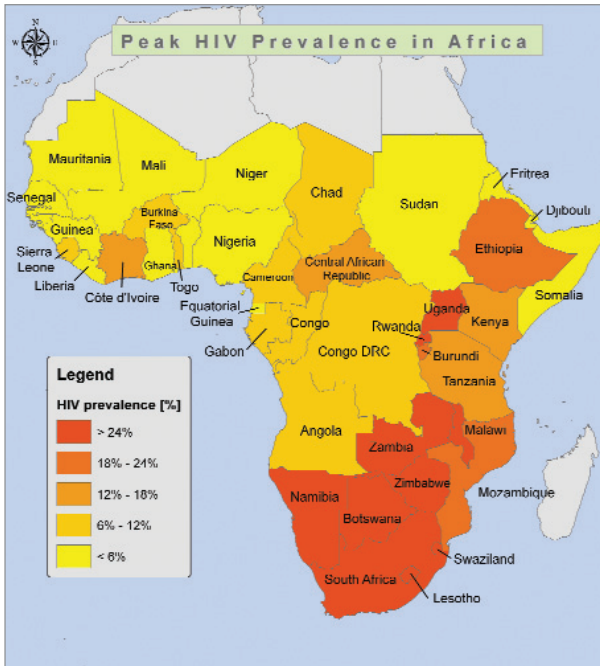 Peak HIV Prevalence in Africa
N
W
E
S
Mauritania
Mali
Niger
Chad
Sudan
Fritrea
Djibouti
Senegal
Guinea
Burkina
Faso
Nigeria
Ethiopia
Sierra
Leone
Liberia
Côte d'Ivoire
Ghana
Togo
Cameroon
Central African
Republic
Somalia
Fquatorial
Guinea
Gabon
Congo
Congo DRC
Uganda
Kenya
Rwanda
Burundi
Tanzania
Legend
HIV prevalence [%]
> 24%
18% - 24%
12% - 18%
6% - 12%
< 6%
Angola
Zambia
Malawi
Namibia
Zimbabwe
Mozambique
Botswana
Swaziland
South Africa
Lesotho